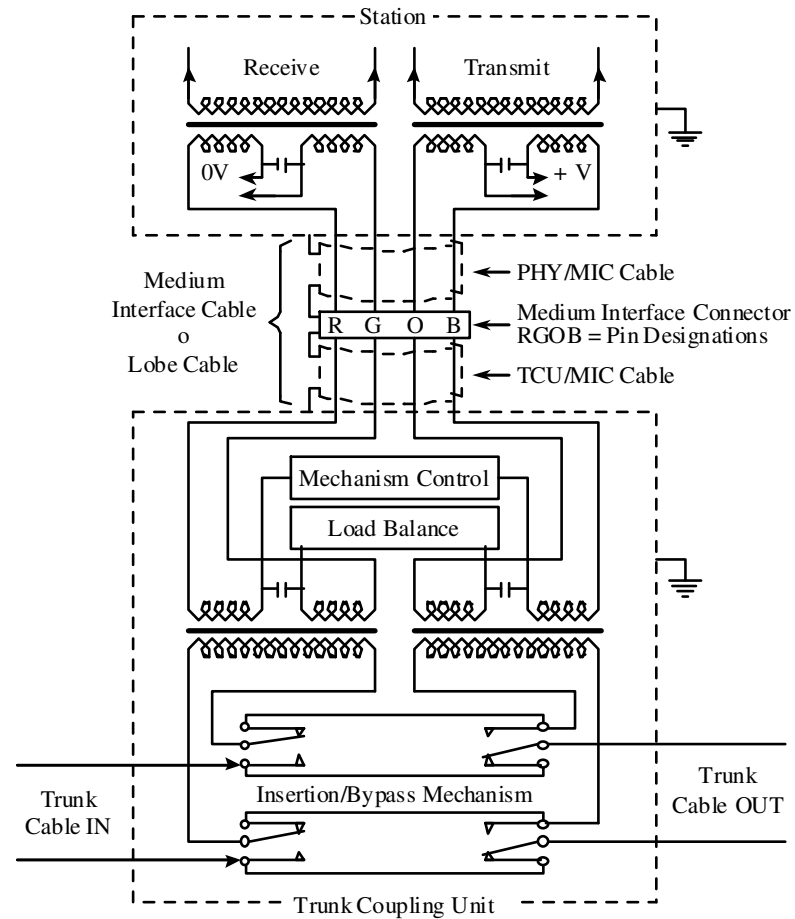 Station
Receive
Transmit
0V
+ V
Medium
Interface Cable
o
Lobe Cable
PHY/MIC Cable
R G O B
Medium Interface Connector
RGOB = Pin Designations
TCU/MIC Cable
Mechanism Control
Load Balance
Trunk
Cable IN
Insertion/Bypass Mechanism
Trunk
Cable OUT
Trunk Coupling Unit